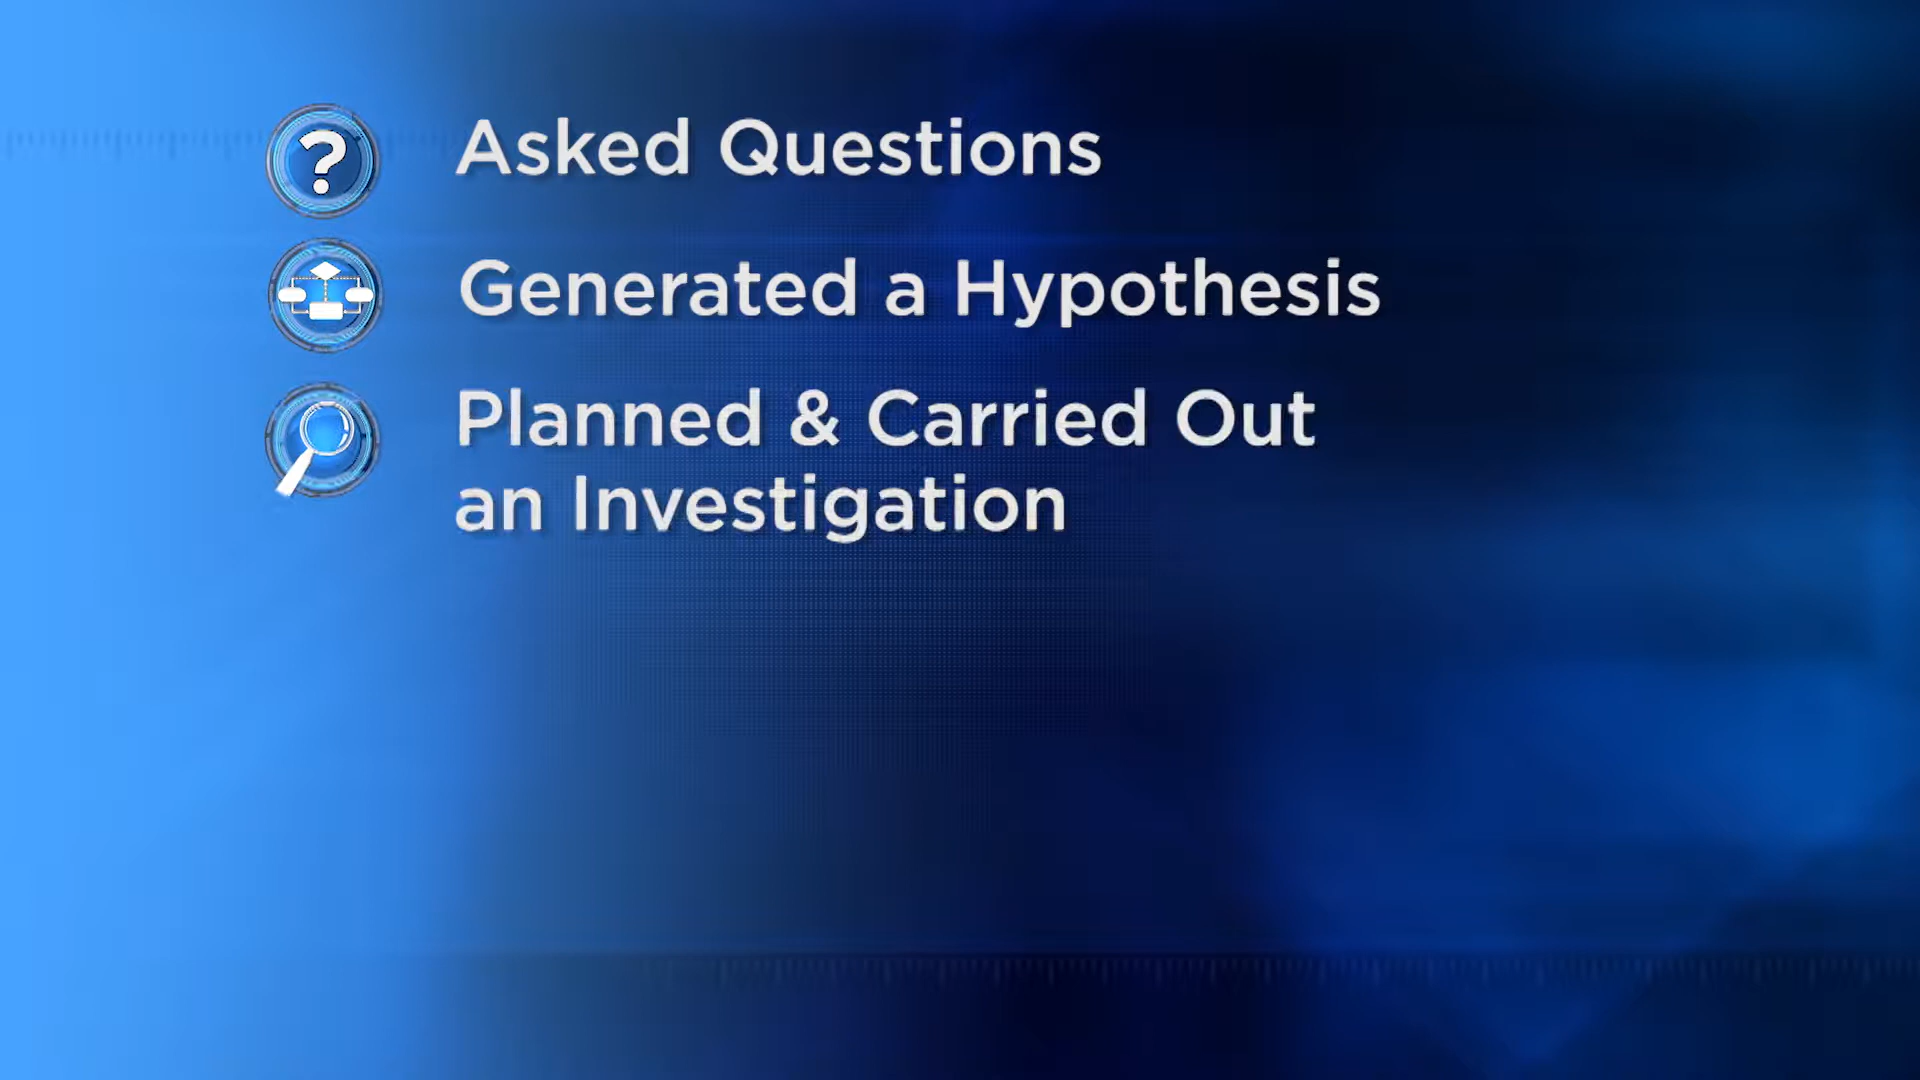 Asked Questions
Generated a Hypothesis
Planned & Carried Out
an Investigation